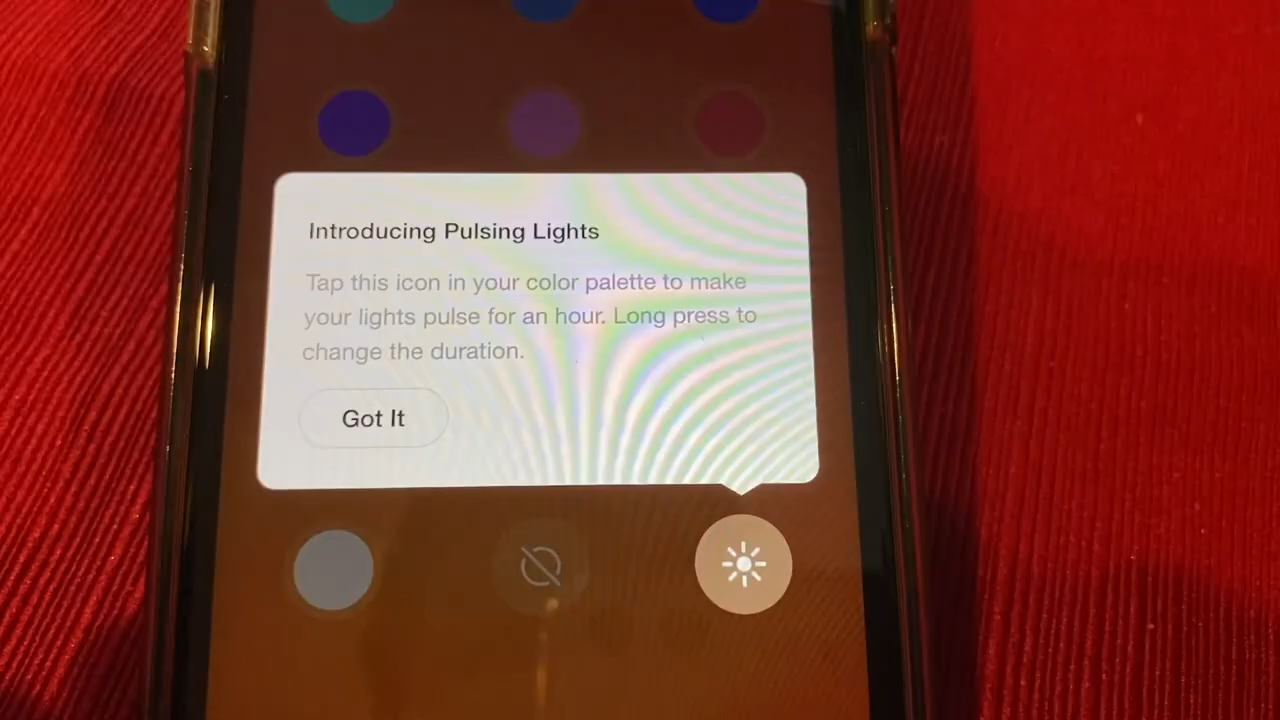 Introducing Pulsing Lights
Tap this icon in your color palette to make
your lights pulse for an hour. Long press to
change the duration.
Got It